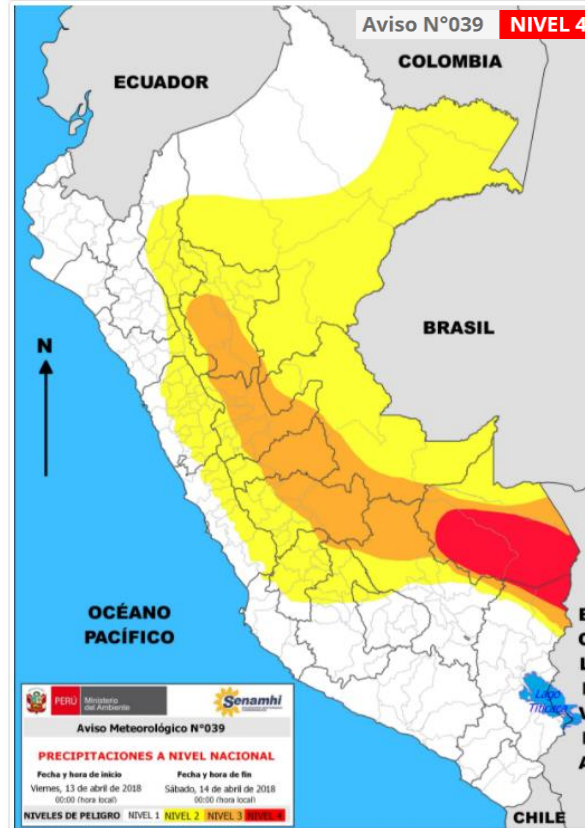 Aviso N°039 NIVEL 4
COLOMBIA
ECUADOR
BRASIL
N
OCÉANO
PACÍFICO
B
O
L
I
V
I
A
Lago
Titicaca
PERÚ Ministerio
del Ambiente
Senamhi
Aviso Meteorológico N°039
PRECIPITACIONES A NIVEL NACIONAL
Fecha y hora de inicio Fecha y hora de fin
Viernes, 13 de abril de 2018 Sábado, 14 de abril de 2018
00:00 (hora local) 00:00 (hora local)
NIVELES DE PELIGRO NIVEL 1 NIVEL 2 NIVEL 3 NIVEL 4
CHILE